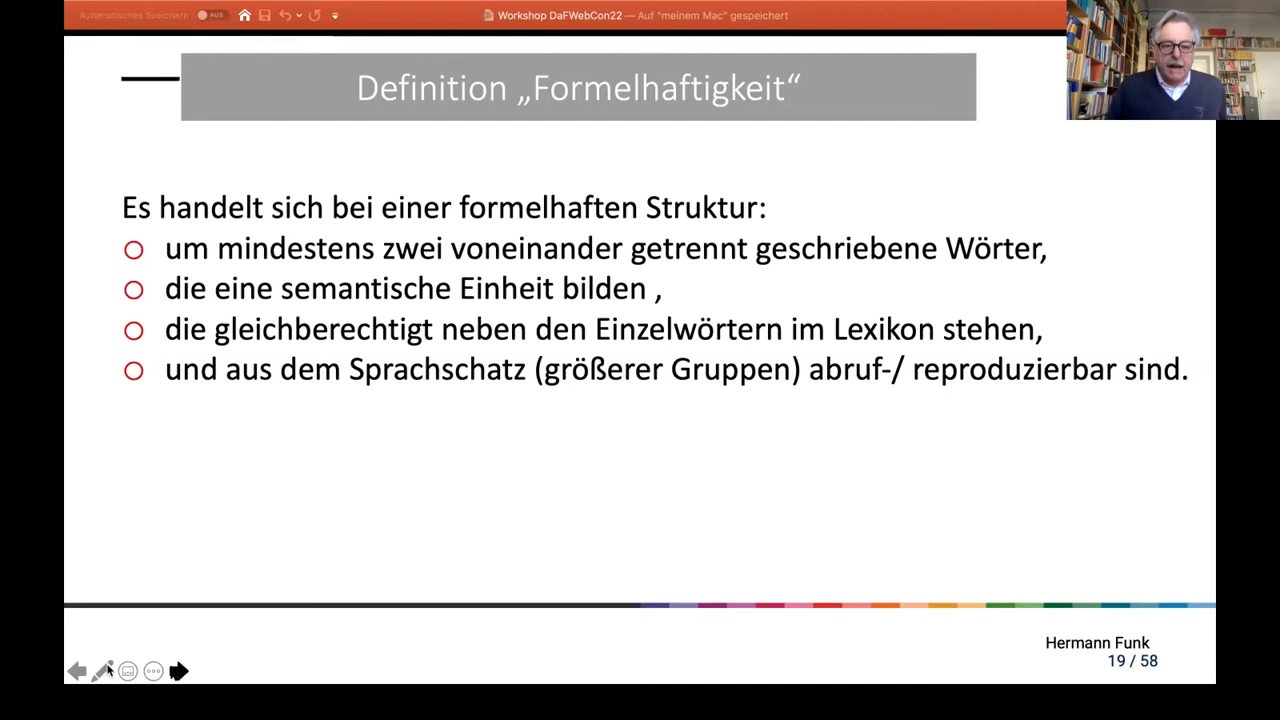 Automatisches Speichern AUS
Workshop DaFWebCon22 — Auf "meinem Mac" gespeichert
Definition „Formelhaftigkeit“
Es handelt sich bei einer formelhaften Struktur:
um mindestens zwei voneinander getrennt geschriebene Wörter,
die eine semantische Einheit bilden ,
die gleichberechtigt neben den Einzelwörtern im Lexikon stehen,
und aus dem Sprachschatz (größerer Gruppen) abruf-/ reproduzierbar sind.
Hermann Funk
19 / 58